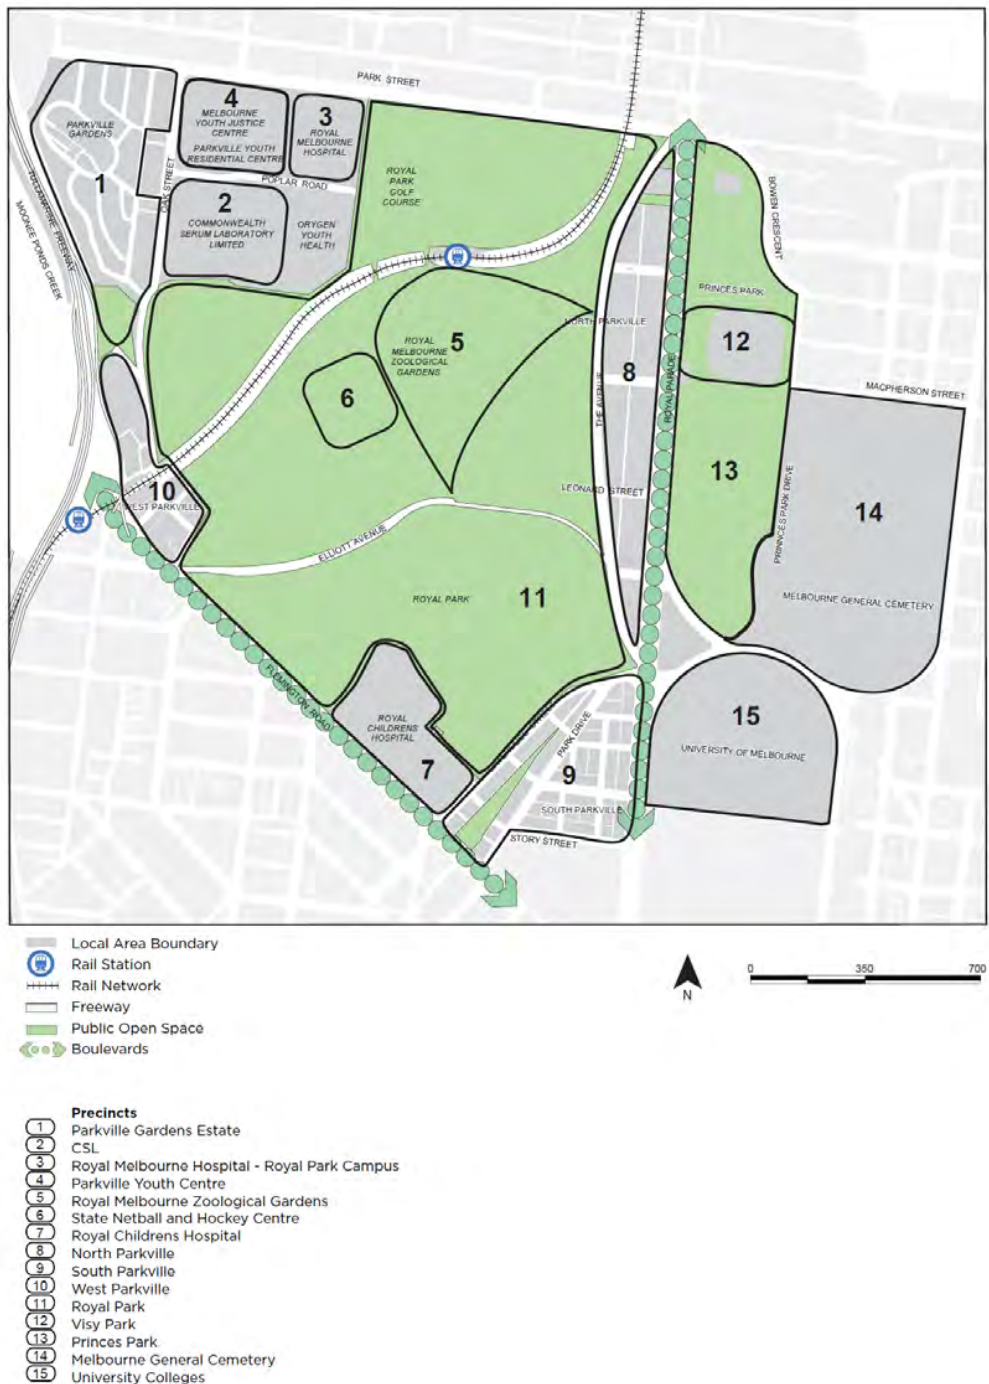 PARK STREET
4
MELBOURNE
YOUTH JUSTICE
CENTRE
PARKVILLE YOUTH
RESIDENTIAL CENTRE
3
ROYAL
MELBOURNE
HOSPITAL
PARKVILLE
GARDENS
1
OAK STREET
POPLAR ROAD
2
COMMONWEALTH
SERUM LABORATORY
LIMITED
ORYGEN
YOUTH
HEALTH
ROYAL
PARK
GOLF
COURSE
TULLAMARINE FREEWAY
MOONEE PONDS CREEK
BOWEN CRESCENT
PRINCES PARK
NORTH PARKVILLE
5
ROYAL
MELBOURNE
ZOOLOGICAL
GARDENS
6
8
12
THE AVENUE
ROYAL PARADE
MACPHERSON STREET
13
PRINNCES PARK DRIVE
14
MELBOURNE GENERAL CEMETERY
LEONARD STREET
10
WEST PARKVILLE
ELLIOTT AVENUE
ROYAL PARK
11
FLEMINGTON ROAD
ROYAL
CHILDRENS
HOSPITAL
7
PARK DRIVE
9
SOUTH PARKVILLE
STORY STREET
15
UNIVERSITY OF MELBOURNE
Local Area Boundary
Rail Station
Rail Network
Freeway
Public Open Space
Boulevards
N
0 350 700
Precincts
1 Parkville Gardens Estate
2 CSL
3 Royal Melbourne Hospital - Royal Park Campus
4 Parkville Youth Centre
5 Royal Melbourne Zoological Gardens
6 State Netball and Hockey Centre
7 Royal Childrens Hospital
8 North Parkville
9 South Parkville
10 West Parkville
11 Royal Park
12 Visy Park
13 Princes Park
14 Melbourne General Cemetery
15 University Colleges